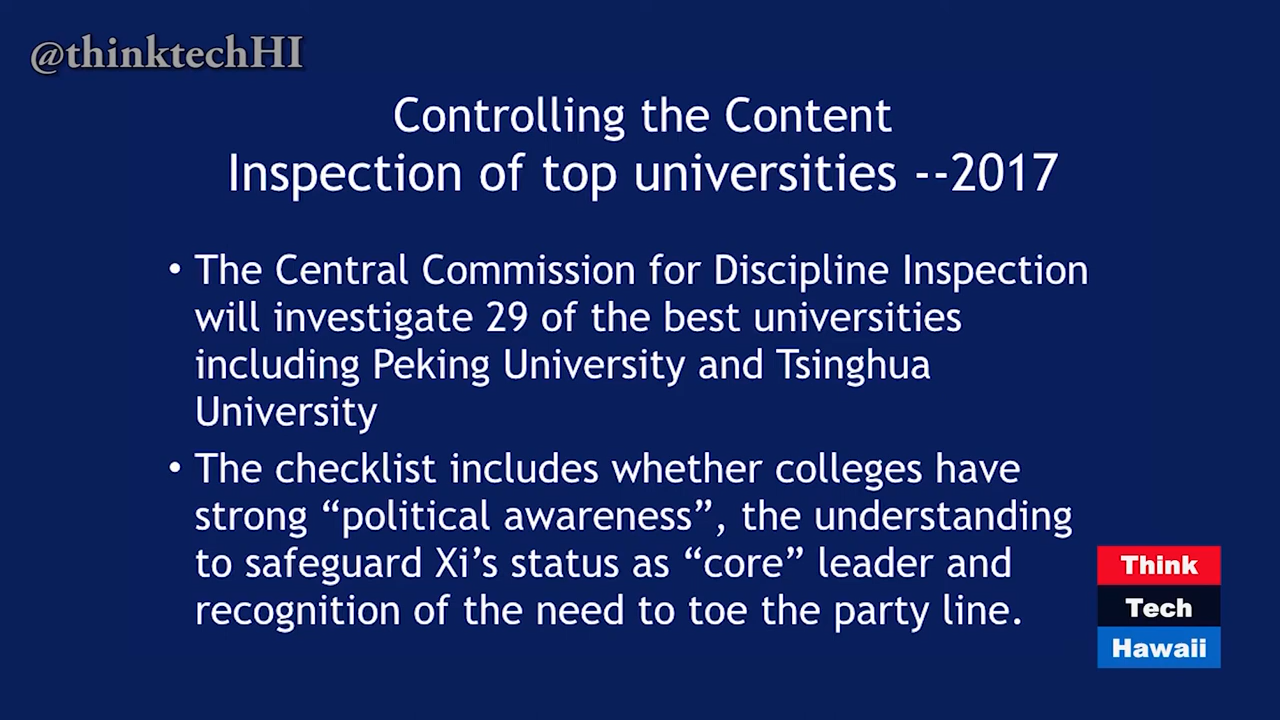 @thinktechHI
Controlling the Content
Inspection of top universities --2017
• The Central Commission for Discipline Inspection
will investigate 29 of the best universities
including Peking University and Tsinghua
University
• The checklist includes whether colleges have
strong “political awareness”, the understanding
to safeguard Xi’s status as “core” leader and
recognition of the need to toe the party line.
Think
Tech
Hawaii